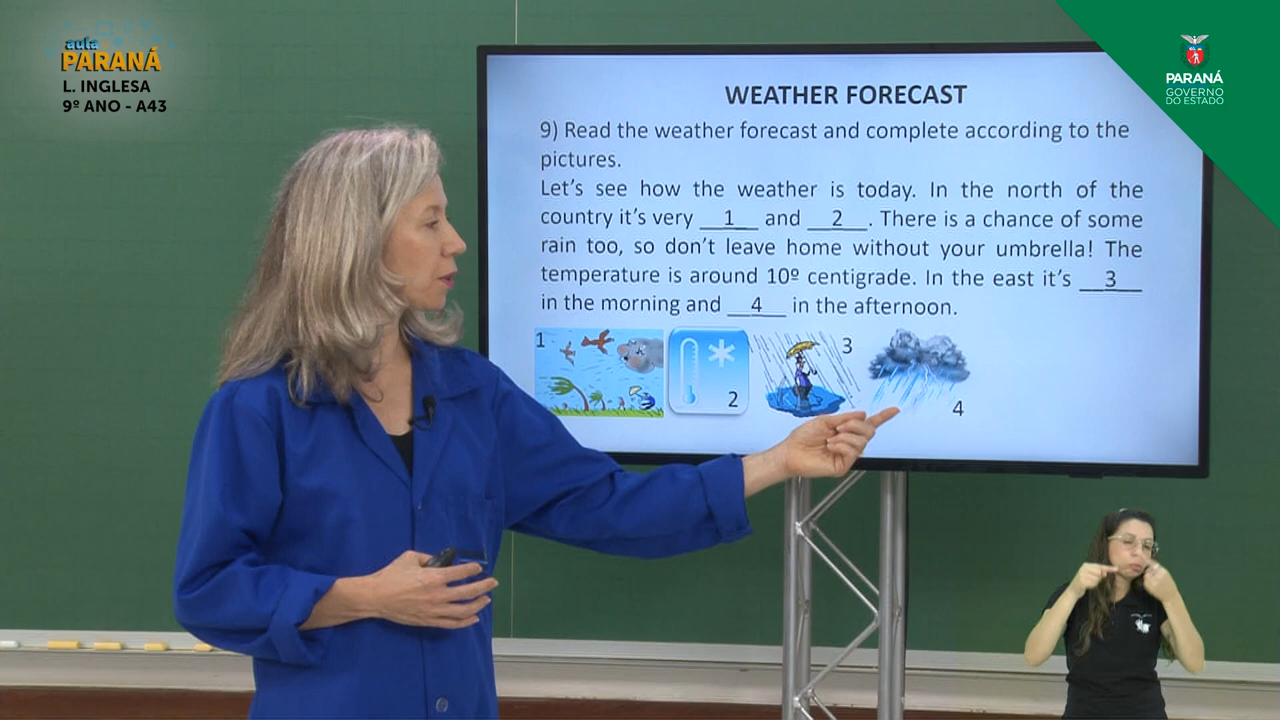 aula
PARANÁ
L. INGLESA
9º ANO - A43
PARANÁ
GOVERNO
DO ESTADO
WEATHER FORECAST
9) Read the weather forecast and complete according to the
pictures.
Let's see how the weather is today. In the north of the
country it's very __1__ and __2__. There is a chance of some
rain too, so don't leave home without your umbrella! The
temperature is around 10º centigrade. In the east it's __3__
in the morning and __4__ in the afternoon.
1
2
3
4